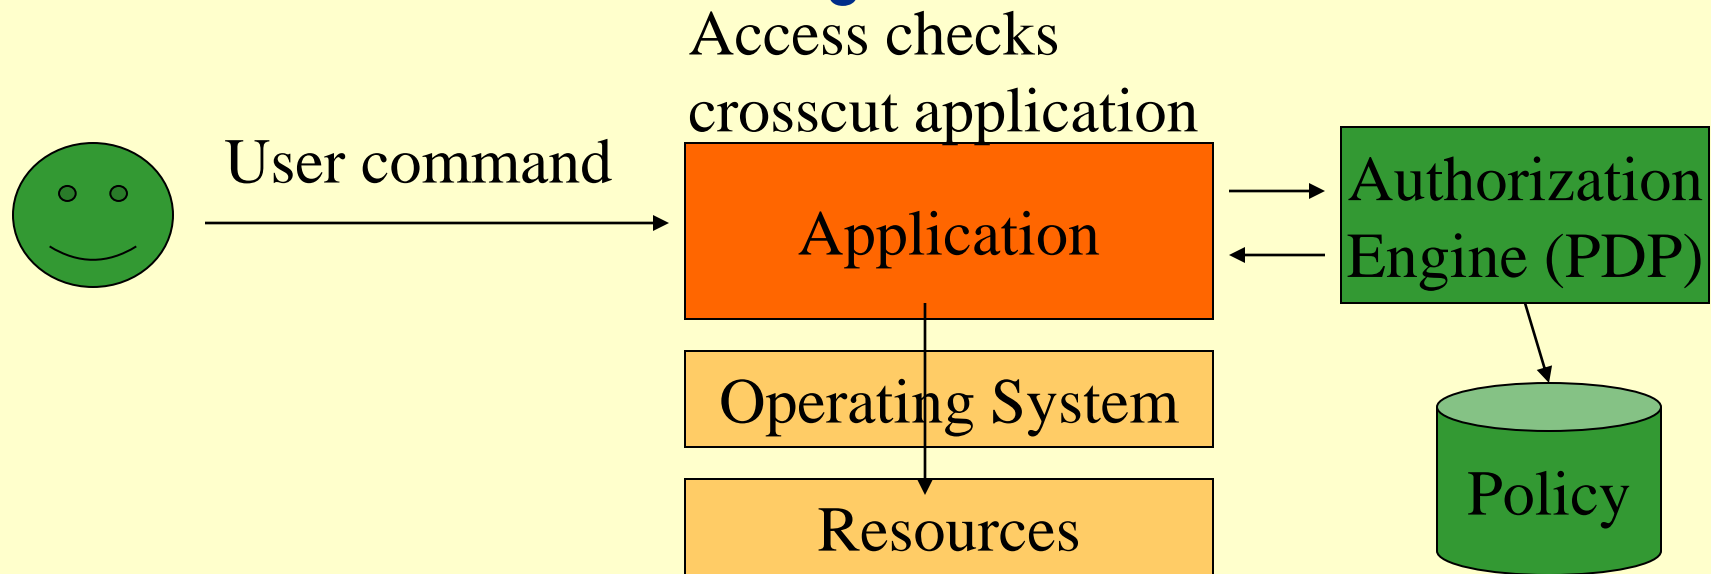 Access checks
crosscut application
User command
Application
Authorization
Engine (PDP)
Operating System
Policy
Resources